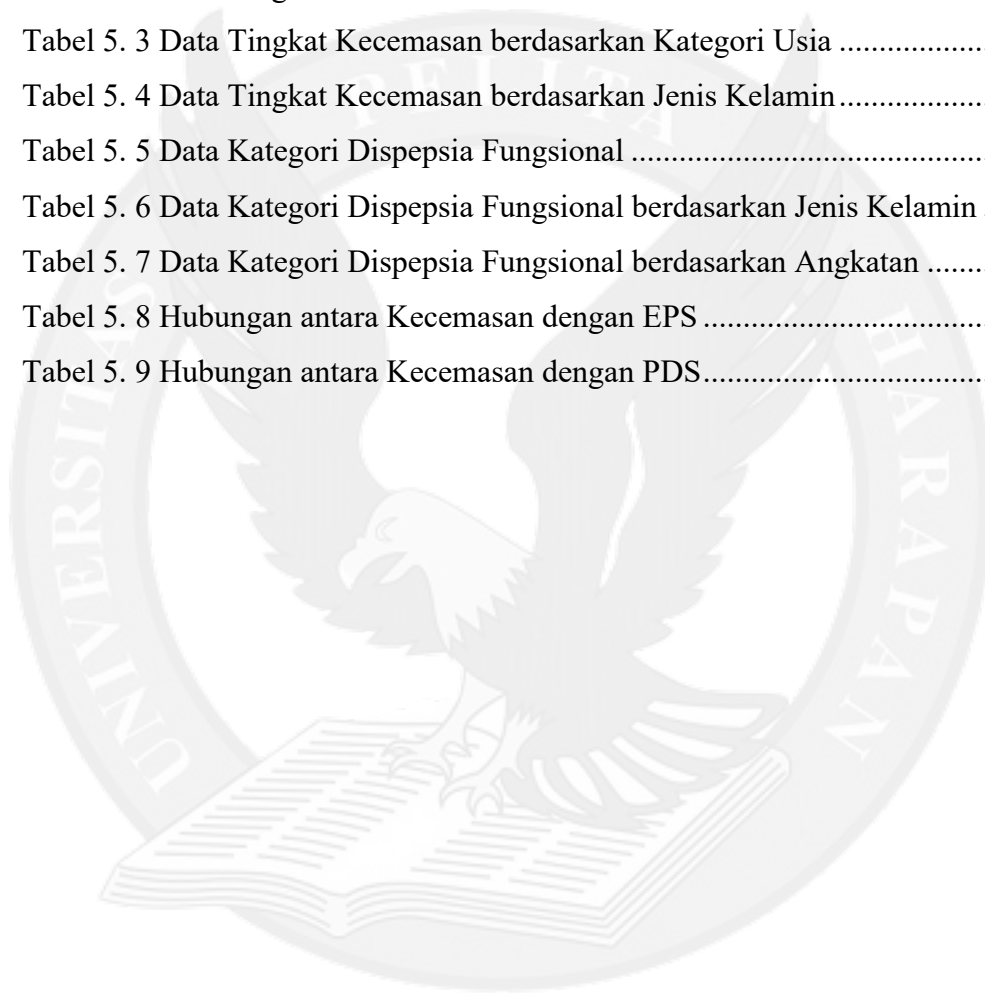 Tabel 5. 3 Data Tingkat Kecemasan berdasarkan Kategori Usia ..................
Tabel 5. 4 Data Tingkat Kecemasan berdasarkan Jenis Kelamin ..................
Tabel 5. 5 Data Kategori Dispepsia Fungsional ............................................
Tabel 5. 6 Data Kategori Dispepsia Fungsional berdasarkan Jenis Kelamin .
Tabel 5. 7 Data Kategori Dispepsia Fungsional berdasarkan Angkatan .......
Tabel 5. 8 Hubungan antara Kecemasan dengan EPS ...................................
Tabel 5. 9 Hubungan antara Kecemasan dengan PDS ...................................
UNIVERSITAS PELITA HARAPAN